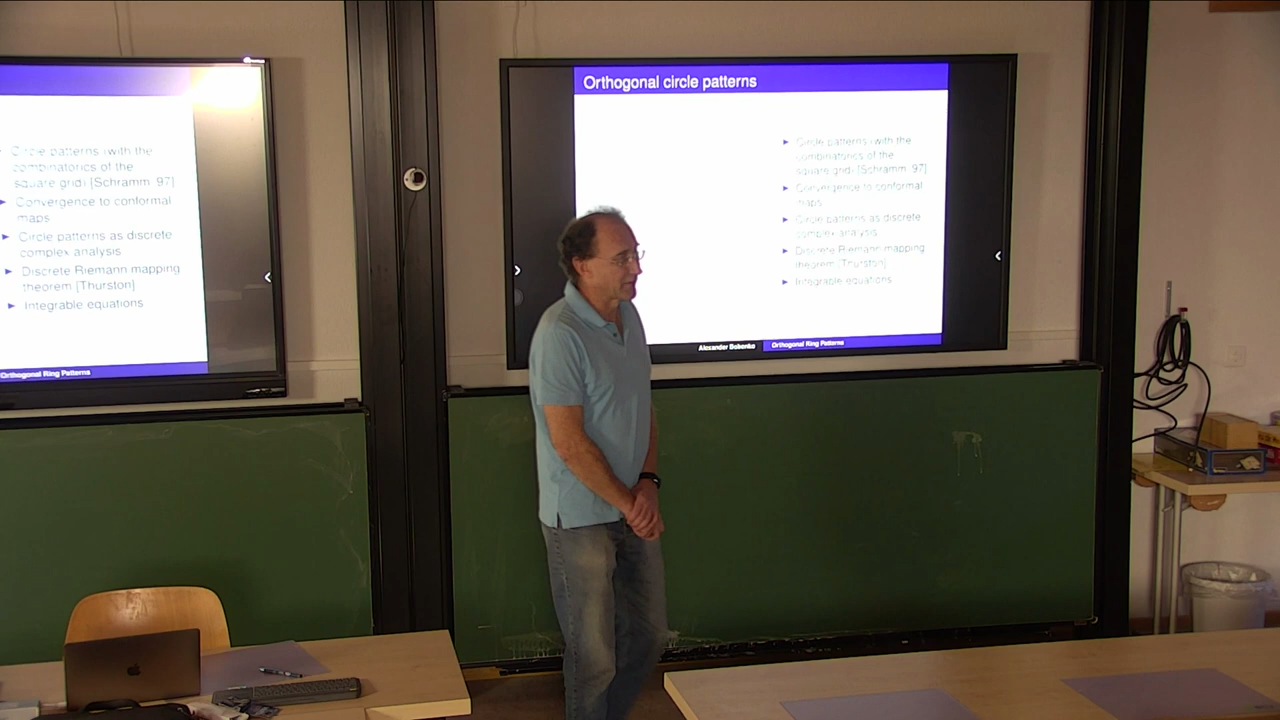 Circle patterns (with the
combinatorics of the
square grid) [Schramm '97]
Convergence to conformal
maps
Circle patterns as discrete
complex analysis
Discrete Riemann mapping
theorem [Thurston]
Integrable equations
Orthogonal Ring Patterns
Orthogonal circle patterns
Circle patterns (with the
combinatorics of the
square grid) [Schramm '97]
Convergence to conformal
maps
Circle patterns as discrete
complex analysis
Discrete Riemann mapping
theorem [Thurston]
Integrable equations
Alexander Bobenko
Orthogonal Ring Patterns